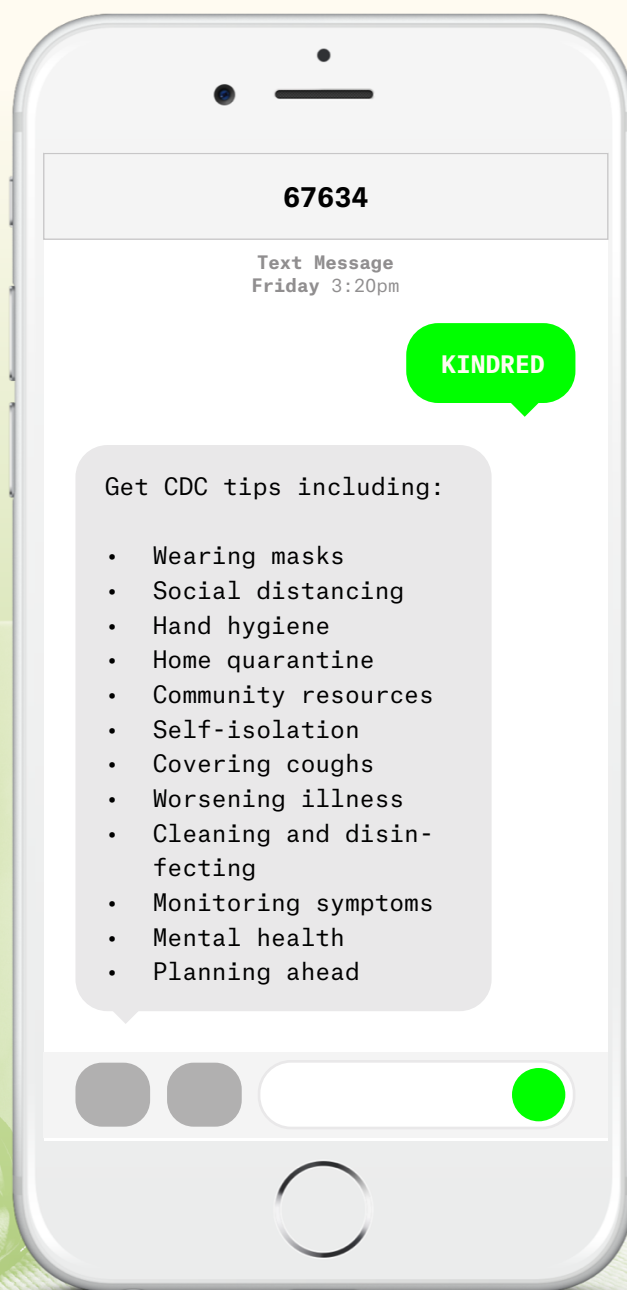 67634
Text Message
Friday 3:20pm
KINDRED
Get CDC tips including:
• Wearing masks
• Social distancing
• Hand hygiene
• Home quarantine
• Community resources
• Self-isolation
• Covering coughs
• Worsening illness
• Cleaning and disin-
fecting
• Monitoring symptoms
• Mental health
• Planning ahead